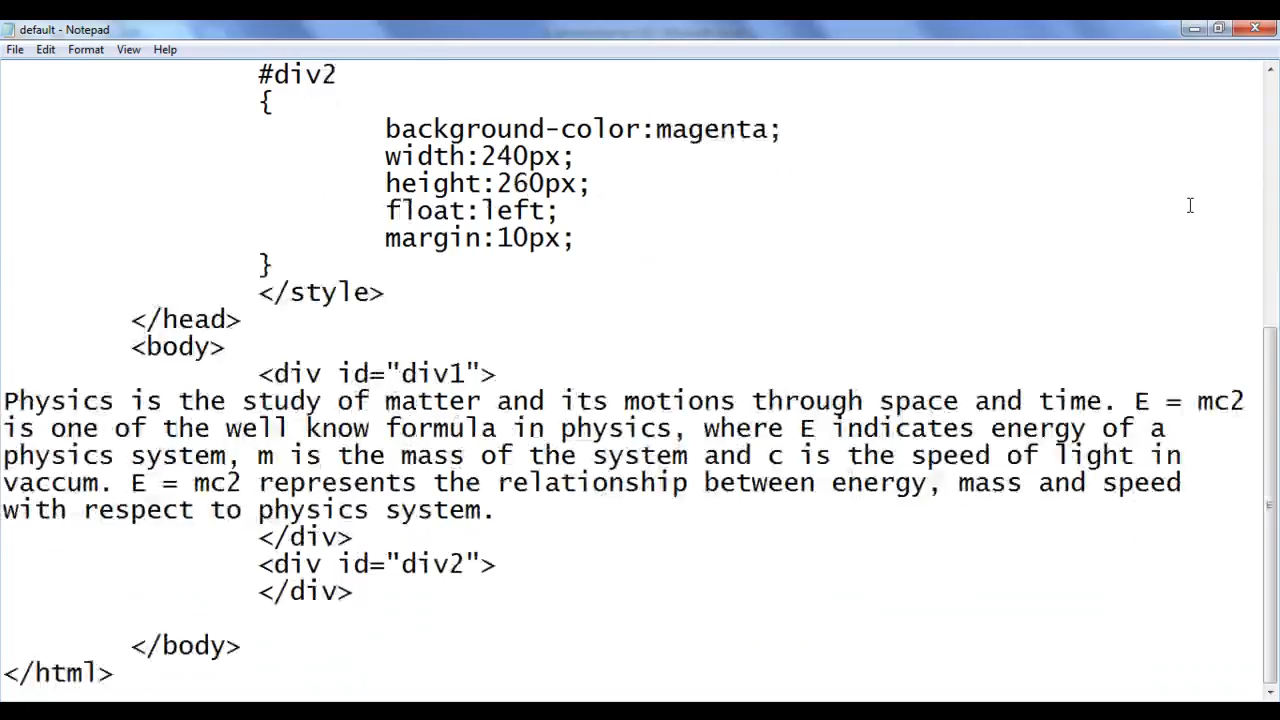 default - Notepad
File Edit Format View Help
#div2
{
background-color:magenta;
width:240px;
height:260px;
float:left;
margin:10px;
}
</style>
</head>
<body>
<div id="div1">
Physics is the study of matter and its motions through space and time. E = mc2
is one of the well know formula in physics, where E indicates energy of a
physics system, m is the mass of the system and c is the speed of light in
vaccum. E = mc2 represents the relationship between energy, mass and speed
with respect to physics system.
</div>
<div id="div2">
</div>
</body>
</html>